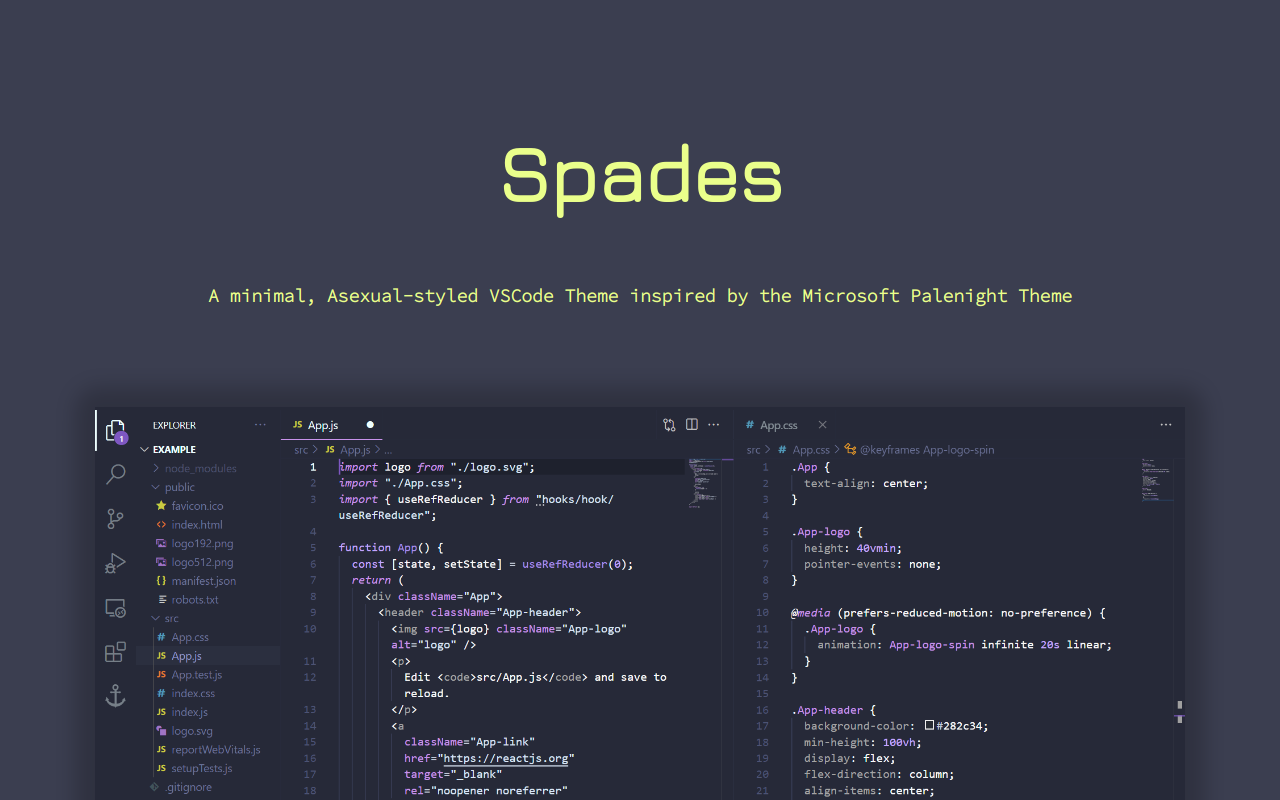 Spades
A minimal, Asexual-styled VSCode Theme inspired by the Microsoft Palenight Theme
EXPLORER
1
EXAMPLE
node_modules
public
favicon.ico
index.html
logo192.png
logo512.png
manifest.json
robots.txt
src
App.css
App.js
App.test.js
index.css
index.js
logo.svg
reportWebVitals.js
setupTests.js
.gitignore
JS App.js
src > JS App.js > ...
1 import logo from "./logo.svg";
2 import "./App.css";
3 import { useRefReducer } from "hooks/hook/
useRefReducer";
4
5 function App() {
6 const [state, setState] = useRefReducer(0);
7 return (
8 <div className="App">
9 <header className="App-header">
10 <img src={logo} className="App-logo"
alt="logo" />
11 <p>
12 Edit <code>src/App.js</code> and save to
reload.
13 </p>
14 <a
15 className="App-link"
16 href="https://reactjs.org"
17 target="_blank"
18 rel="noopener noreferrer"
# App.css
src > # App.css > @keyframes App-logo-spin
1 .App {
2 text-align: center;
3 }
4
5 .App-logo {
6 height: 40vmin;
7 pointer-events: none;
8 }
9
10 @media (prefers-reduced-motion: no-preference) {
11 .App-logo {
12 animation: App-logo-spin infinite 20s linear;
13 }
14 }
15
16 .App-header {
17 background-color: #282c34;
18 min-height: 100vh;
19 display: flex;
20 flex-direction: column;
21 align-items: center;